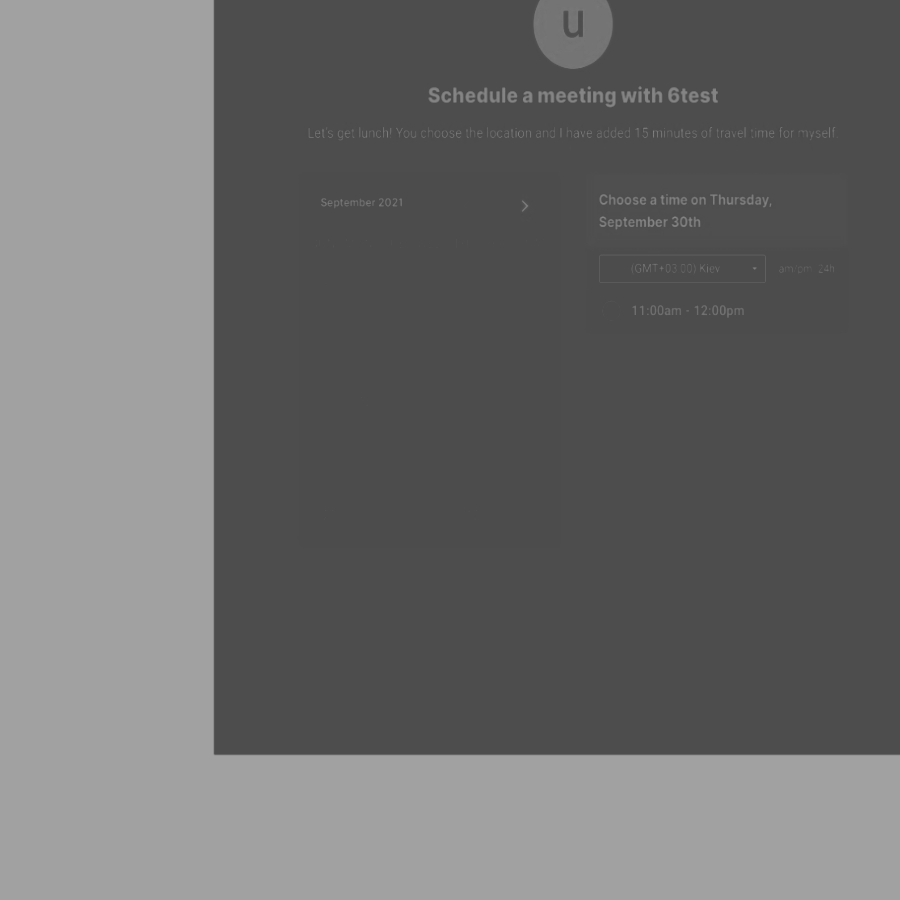 u
Schedule a meeting with 6test
Let's get lunch! You choose the location and I have added 15 minutes of travel time for myself.
September 2021
Choose a time on Thursday,
September 30th
(GMT+03:00) Kiev
am/pm 24h
11:00am - 12:00pm